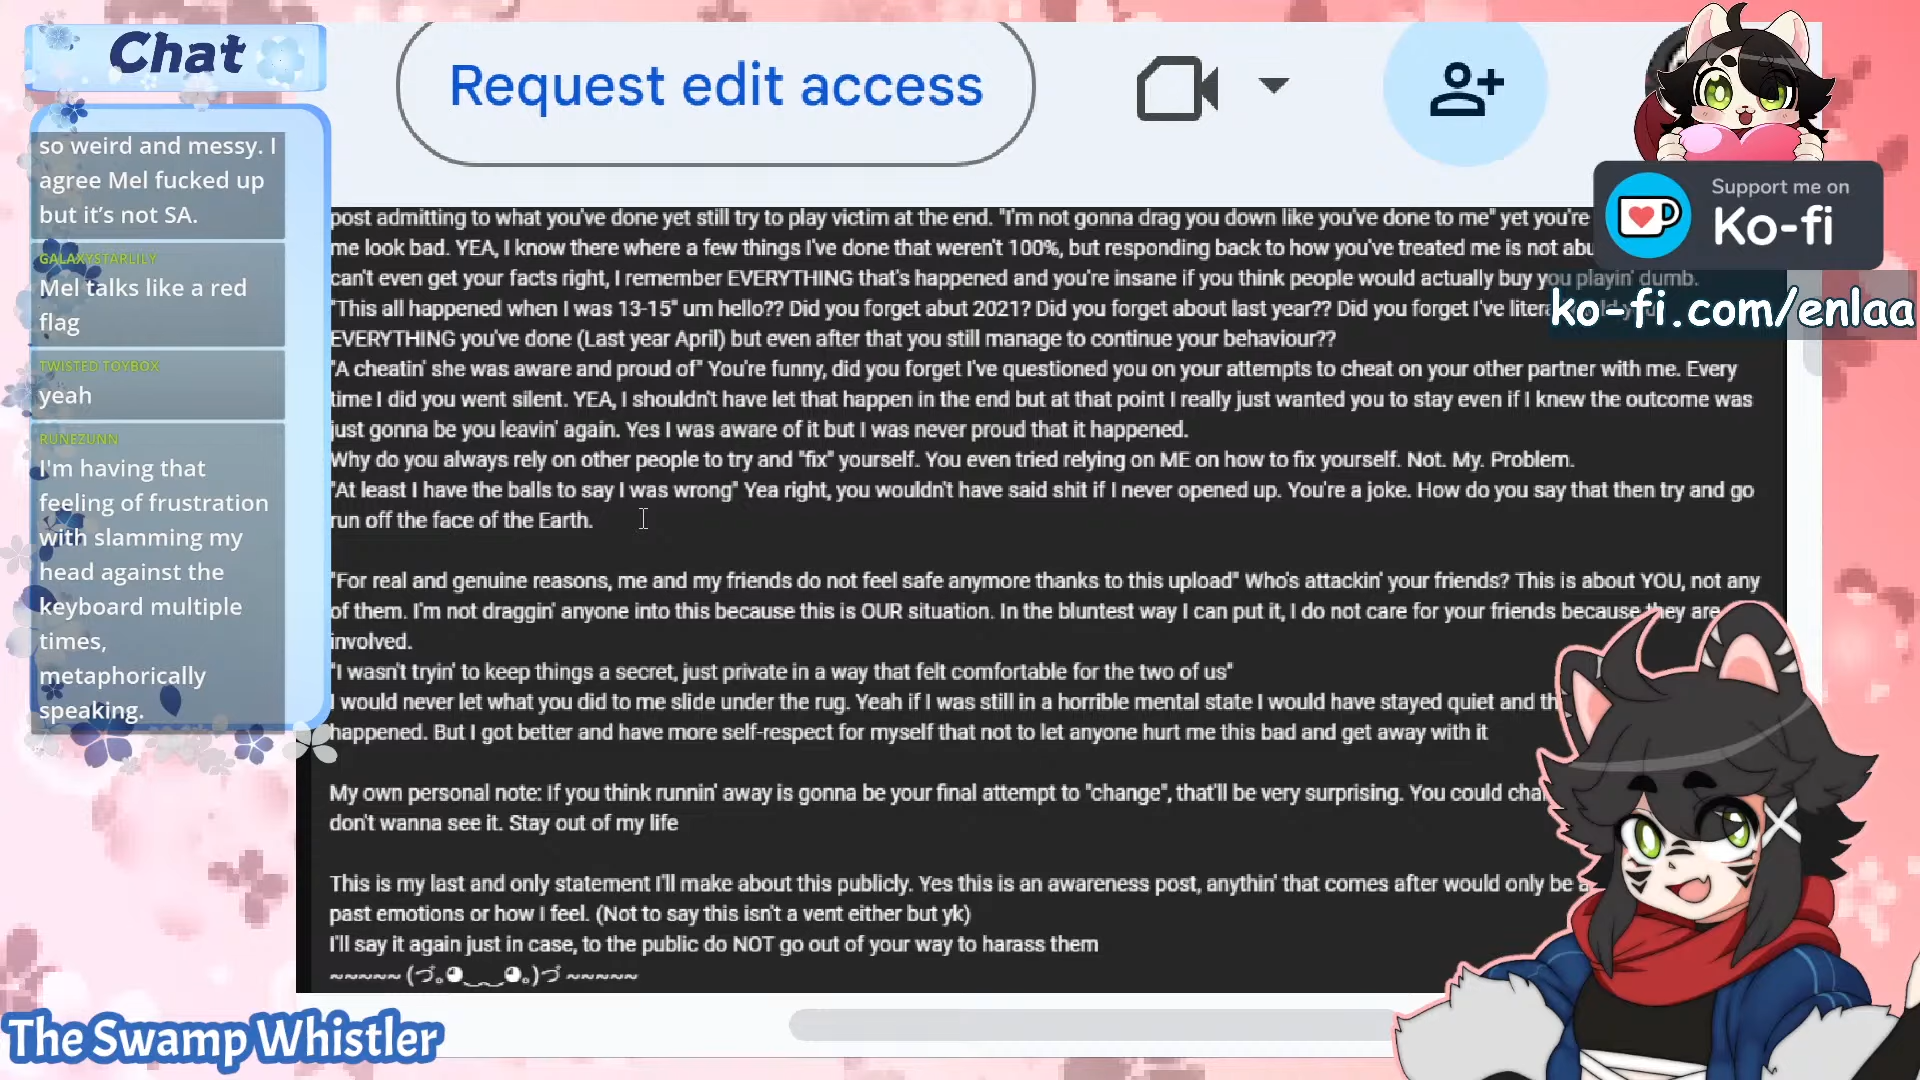 Chat
so weird and messy. I
agree Mel fucked up
but it’s not SA.
GALAXYSTARLILY
Mel talks like a red
flag
TWISTED TOYBOX
yeah
RUNEZUNN
I'm having that
feeling of frustration
with slamming my
head against the
keyboard multiple
times,
metaphorically
speaking.
Request edit access
Support me on
Ko-fi
ko-fi.com/enlaa
post admitting to what you've done yet still try to play victim at the end. "I'm not gonna drag you down like you've done to me" yet you're
me look bad. YEA, I know there where a few things I've done that weren't 100%, but responding back to how you've treated me is not
can't even get your facts right, I remember EVERYTHING that's happened and you're insane if you think people would actually buy you playin' dumb.
"This all happened when I was 13-15" um hello?? Did you forget abut 2021? Did you forget about last year?? Did you forget I've
EVERYTHING you've done (Last year April) but even after that you still manage to continue your behaviour??
"A cheatin' she was aware and proud of" You're funny, did you forget I've questioned you on your attempts to cheat on your other partner with me. Every
time I did you went silent. YEA, I shouldn't have let that happen in the end but at that point I really just wanted you to stay even if I knew the outcome was
just gonna be you leavin' again. Yes I was aware of it but I was never proud that it happened.
Why do you always rely on other people to try and "fix" yourself. You even tried relying on ME on how to fix yourself. Not. My. Problem.
"At least I have the balls to say I was wrong" Yea right, you wouldn't have said shit if I never opened up. You're a joke. How do you say that then try and go
run off the face of the Earth.
"For real and genuine reasons, me and my friends do not feel safe anymore thanks to this upload" Who's attackin' your friends? This is about YOU, not any
of them. I'm not draggin' anyone into this because this is OUR situation. In the bluntest way I can put it, I do not care for your friends because they are
involved.
"I wasn't tryin' to keep things a secret, just private in a way that felt comfortable for the two of us"
I would never let what you did to me slide under the rug. Yeah if I was still in a horrible mental state I would have stayed quiet and
happened. But I got better and have more self-respect for myself that not to let anyone hurt me this bad and get away with it
My own personal note: If you think runnin' away is gonna be your final attempt to "change", that'll be very surprising. You could
don't wanna see it. Stay out of my life
This is my last and only statement I'll make about this publicly. Yes this is an awareness post, anythin' that comes after would only be
past emotions or how I feel. (Not to say this isn't a vent either but yk)
I'll say it again just in case, to the public do NOT go out of your way to harass them
~~~~~ (づ｡◕‿‿◕｡)づ ~~~~~
The Swamp Whistler